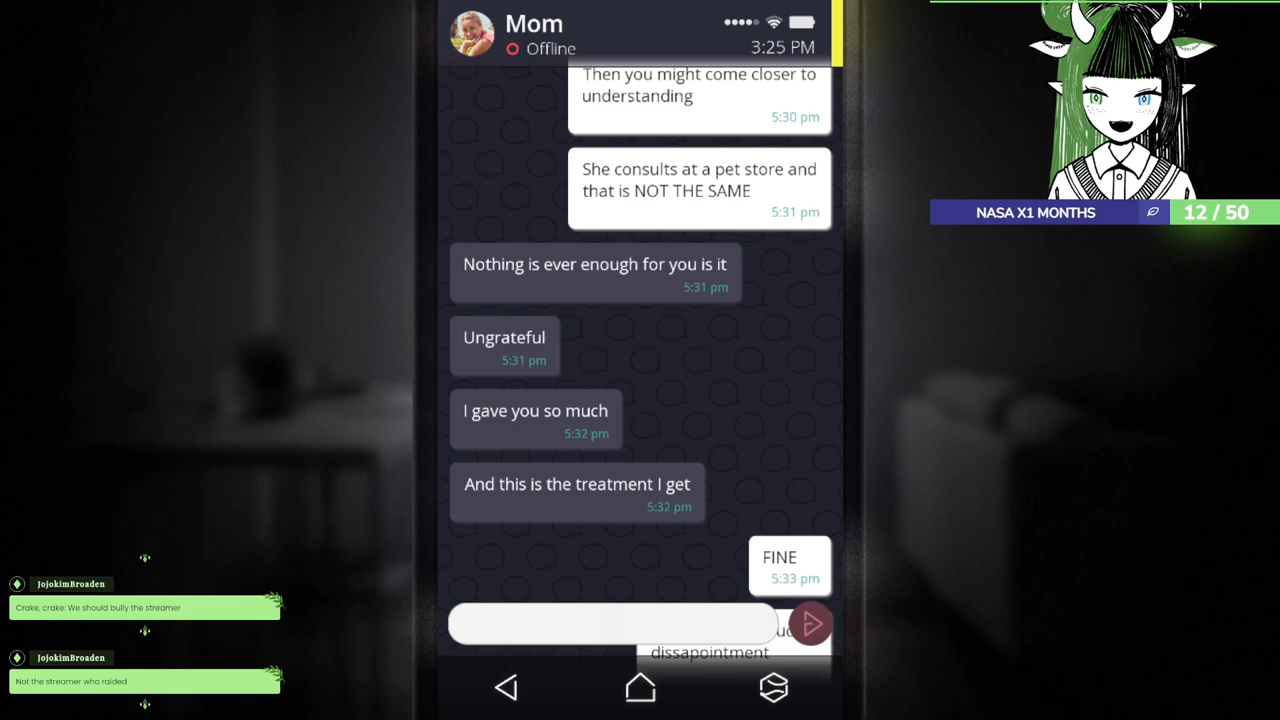 Mom
Offline
3:25 PM
Then you might come closer to
understanding
5:30 pm
She consults at a pet store and
that is NOT THE SAME
5:31 pm
Nothing is ever enough for you is it
5:31 pm
Ungrateful
5:31 pm
I gave you so much
5:32 pm
And this is the treatment I get
5:32 pm
FINE
5:33 pm
dissapointment
NASA X1 MONTHS
12 / 50
JojokimBroaden
Crake, crake: We should bully the streamer
JojokimBroaden
Not the streamer who raided